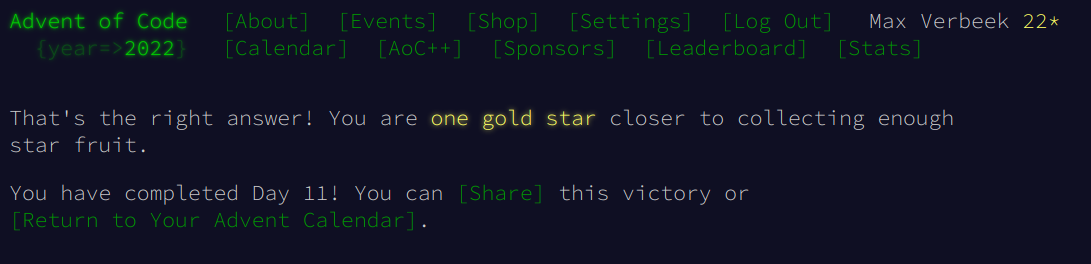 Advent of Code [About] [Events] [Shop] [Settings] [Log Out] Max Verbeek 22*
{year=>2022} [Calendar] [AoC++] [Sponsors] [Leaderboard] [Stats]
That's the right answer! You are one gold star closer to collecting enough
star fruit.
You have completed Day 11! You can [Share] this victory or
[Return to Your Advent Calendar].